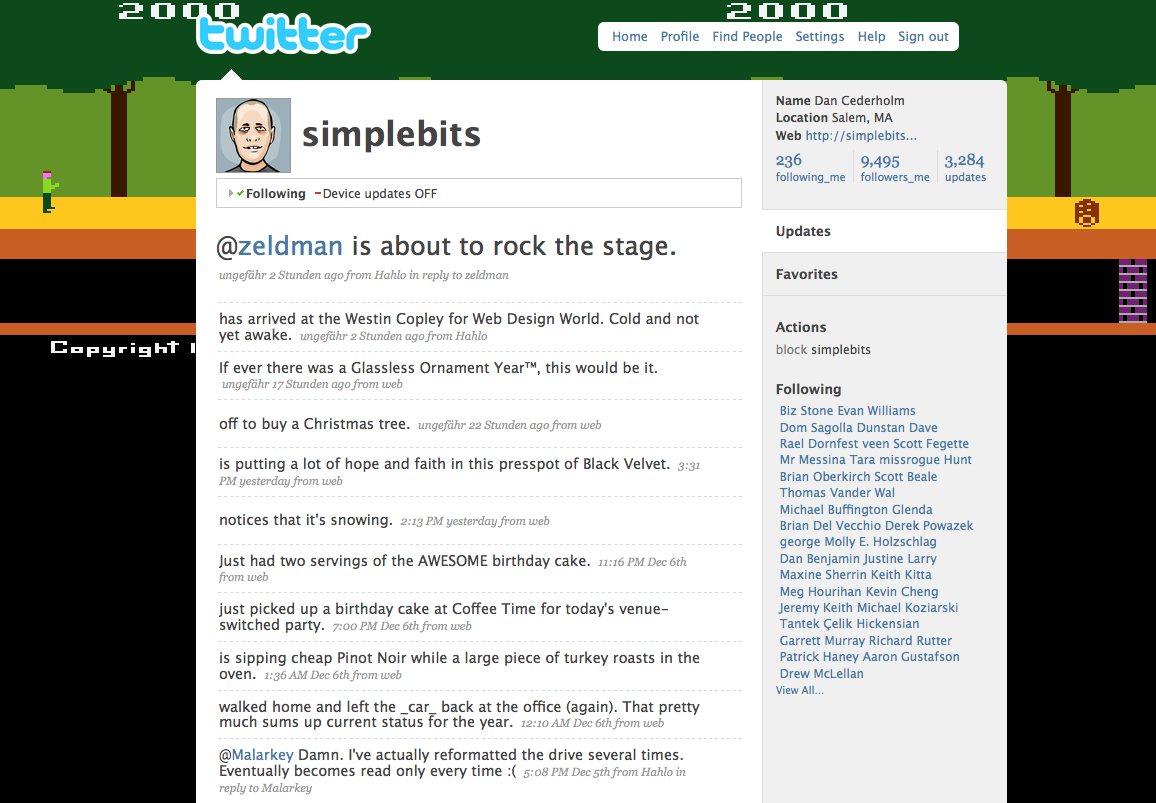 2000
2000
twitter
Home Profile Find People Settings Help Sign out
simplebits
Following Device updates OFF
@zeldman is about to rock the stage.
ungefähr 2 Stunden ago from Hahlo in reply to zeldman
has arrived at the Westin Copley for Web Design World. Cold and not
yet awake. ungefähr 2 Stunden ago from Hahlo
If ever there was a Glassless Ornament Year™, this would be it.
ungefähr 17 Stunden ago from web
off to buy a Christmas tree. ungefähr 22 Stunden ago from web
is putting a lot of hope and faith in this presspot of Black Velvet. 3:31
PM yesterday from web
notices that it's snowing. 2:13 PM yesterday from web
Just had two servings of the AWESOME birthday cake. 11:16 PM Dec 6th
from web
just picked up a birthday cake at Coffee Time for today's venue-
switched party. 7:00 PM Dec 6th from web
is sipping cheap Pinot Noir while a large piece of turkey roasts in the
oven. 1:36 AM Dec 6th from web
walked home and left the _car_ back at the office (again). That pretty
much sums up current status for the year. 12:10 AM Dec 6th from web
@Malarkey Damn. I've actually reformatted the drive several times.
Eventually becomes read only every time :( 5:08 PM Dec 5th from Hahlo in
reply to Malarkey
Name Dan Cederholm
Location Salem, MA
Web http://simplebits...
236 9,495 3,284
following_me followers_me updates
Updates
Favorites
Actions
block simplebits
Following
Biz Stone Evan Williams
Dom Sagolla Dunstan Dave
Rael Dornfest veen Scott Fegette
Mr Messina Tara missrogue Hunt
Brian Oberkirch Scott Beale
Thomas Vander Wal
Michael Buffington Glenda
Brian Del Vecchio Derek Powazek
george Molly E. Holzschlag
Dan Benjamin Justine Larry
Maxine Sherrin Keith Kitta
Meg Hourihan Kevin Cheng
Jeremy Keith Michael Koziarski
Tantek Çelik Hickensian
Garrett Murray Richard Rutter
Patrick Haney Aaron Gustafson
Drew McLellan
View All...
Copyright